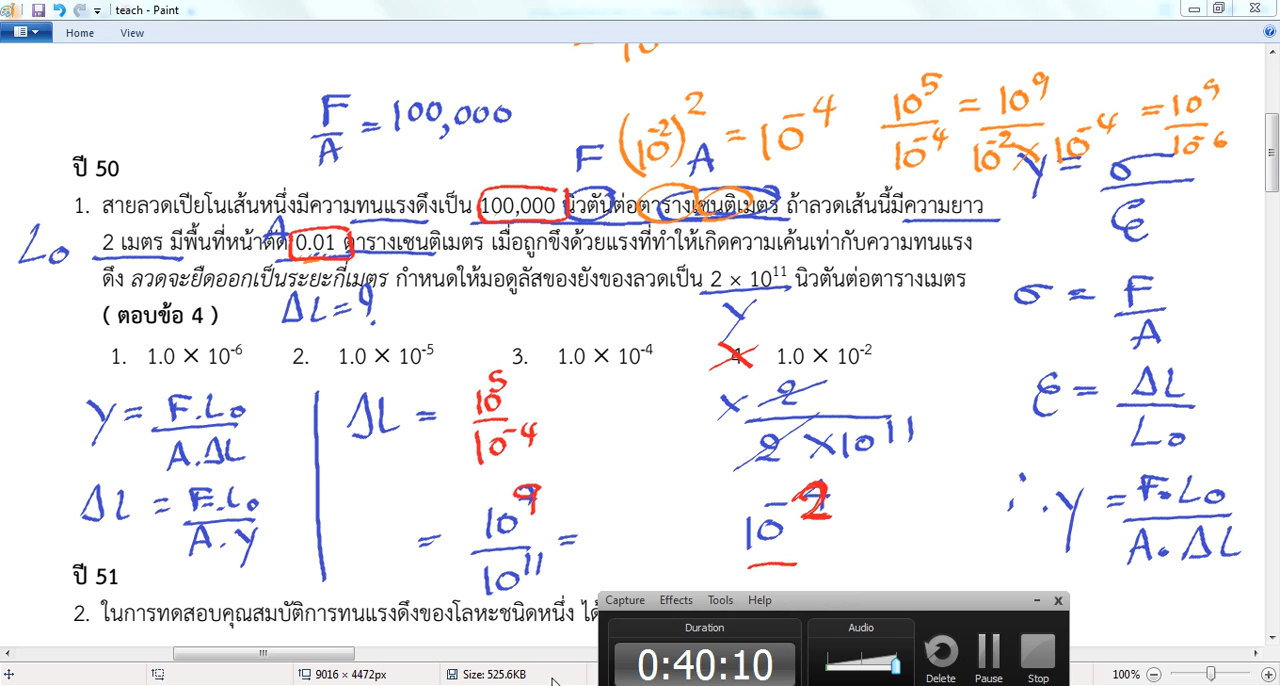 teach - Paint
Home View
F/A = 100,000
(10^-2)^2 = 10^-4
10^5/10^-4 = 10^9/10^-2 × 10^-4 = 10^9/10^-6
F A
Y = σ/ε
ปี 50
1. สายลวดเปียโนเส้นหนึ่งมีความทนแรงดึงเป็น 100,000 นิวตันต่อตารางเซนติเมตร ถ้าลวดเส้นนี้มีความยาว
A
Lo 2 เมตร มีพื้นที่หน้าตัด 0.01 ตารางเซนติเมตร เมื่อถูกขึงด้วยแรงที่ทำให้เกิดความเค้นเท่ากับความทนแรง
ดึง ลวดจะยืดออกเป็นระยะกี่เมตร กำหนดให้มอดูลัสของยังของลวดเป็น 2 × 10^11 นิวตันต่อตารางเมตร
σ = F/A
( ตอบข้อ 4 ) ΔL = ?
Y
1. 1.0 × 10^-6 2. 1.0 × 10^-5 3. 1.0 × 10^-4 4. 1.0 × 10^-2
Y = F.Lo/A.ΔL
ΔL = 10^5/10^-4 × 2/2 × 10^11
ε = ΔL/Lo
ΔL = F.Lo/A.Y
= 10^9/10^11 = 10^-2
∴ Y = F.Lo/A.ΔL
ปี 51
2. ในการทดสอบคุณสมบัติการทนแรงดึงของโลหะชนิดหนึ่ง
Capture Effects Tools Help
Duration Audio
0:40:10
Delete Pause Stop
9016 × 4472px Size: 525.6KB 100%